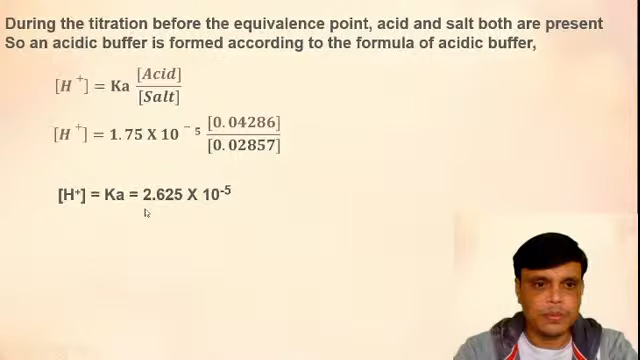 During the titration before the equivalence point, acid and salt both are present
So an acidic buffer is formed according to the formula of acidic buffer,
[H⁺] = Ka [Acid] / [Salt]
[H⁺] = 1.75 X 10⁻⁵ [0.04286] / [0.02857]
[H⁺] = Ka = 2.625 X 10⁻⁵